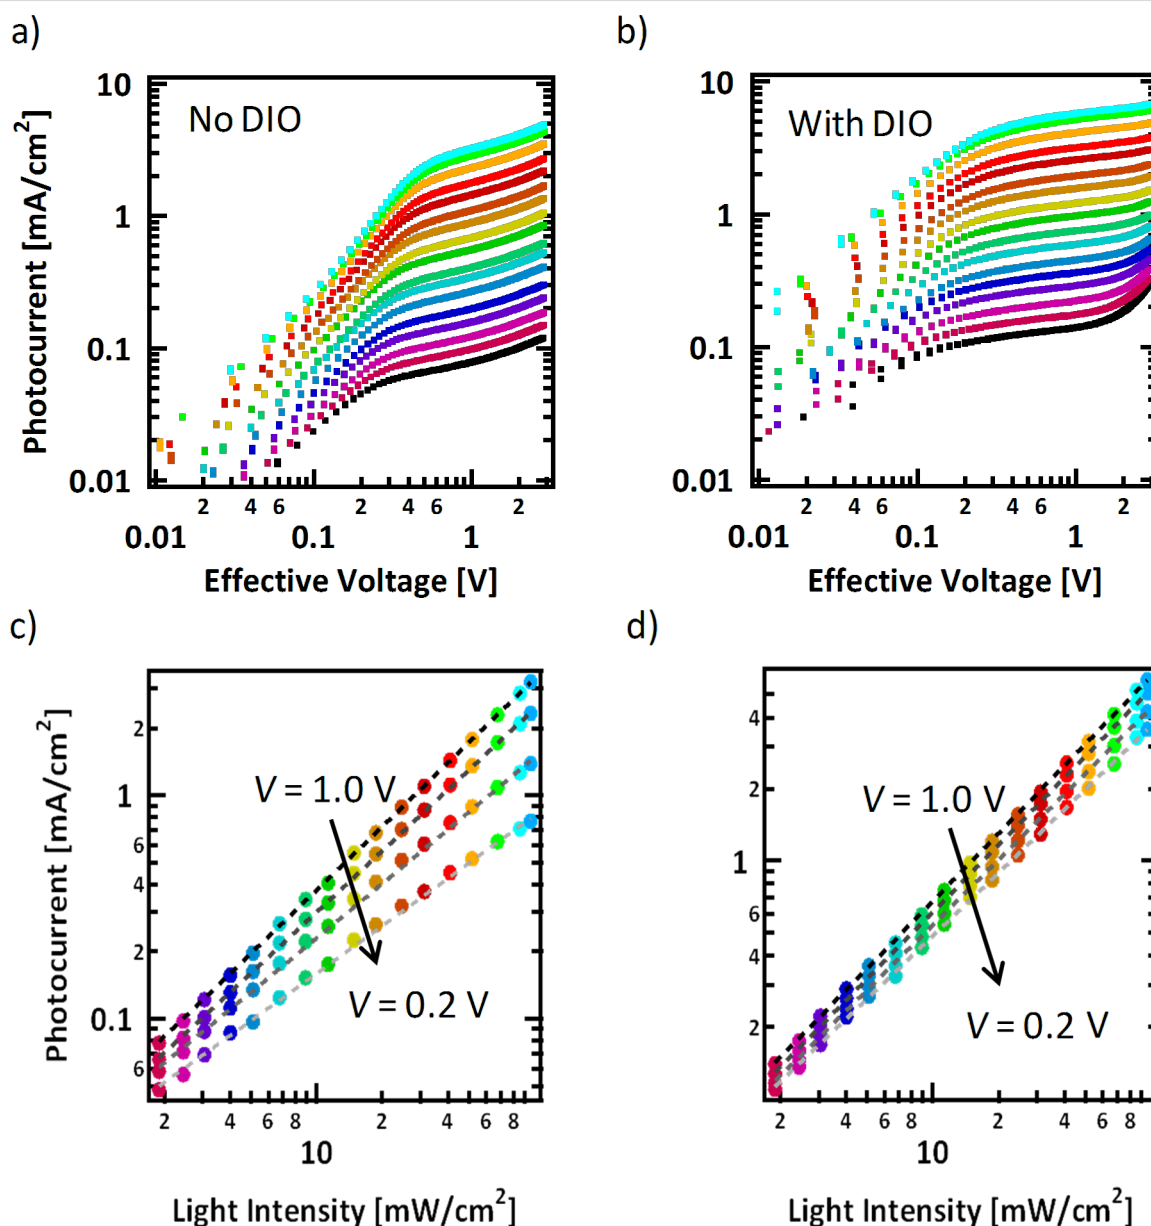 a)
No DIO
Photocurrent [mA/cm²]
10
1
0.1
0.01
2 4 6 2 4 6 2
0.01 0.1 1
Effective Voltage [V]
b)
With DIO
10
1
0.1
0.01
2 4 6 2 4 6 2
0.01 0.1 1
Effective Voltage [V]
c)
Photocurrent [mA/cm²]
2
1
6
4
2
0.1
6
V = 1.0 V
V = 0.2 V
2 4 6 8 2 4 6 8
10
Light Intensity [mW/cm²]
d)
4
2
1
6
4
2
V = 1.0 V
V = 0.2 V
2 4 6 8 2 4 6 8
10
Light Intensity [mW/cm²]